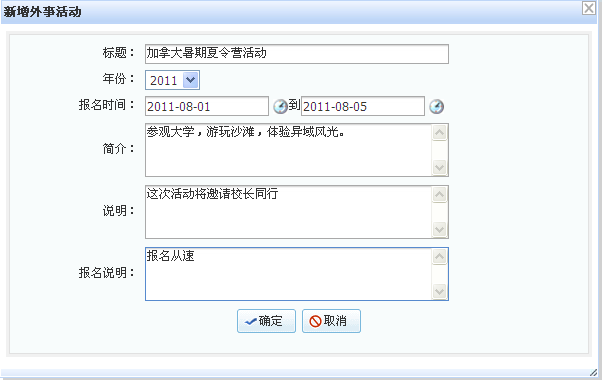 新增外事活动
标题： 加拿大暑期夏令营活动
年份： 2011
报名时间： 2011-08-01 到 2011-08-05
简介： 参观大学，游玩沙滩，体验异域风光。
说明： 这次活动将邀请校长同行
报名说明： 报名从速
确定 取消